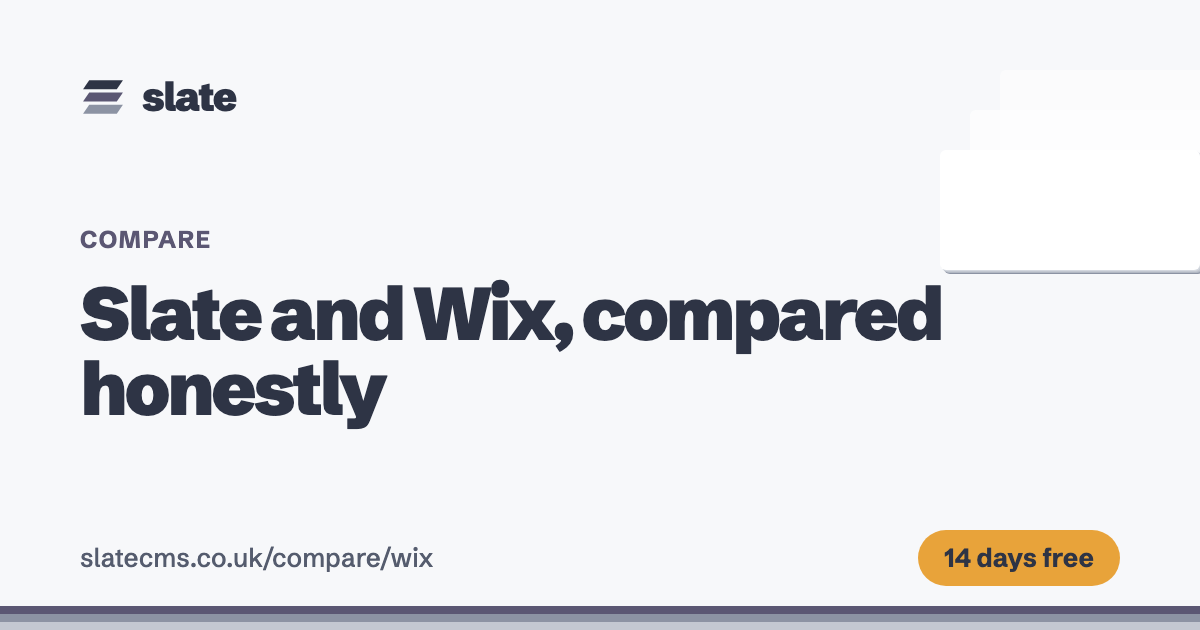 slate
COMPARE
Slate and Wix, compared
honestly
slatecms.co.uk/compare/wix
14 days free